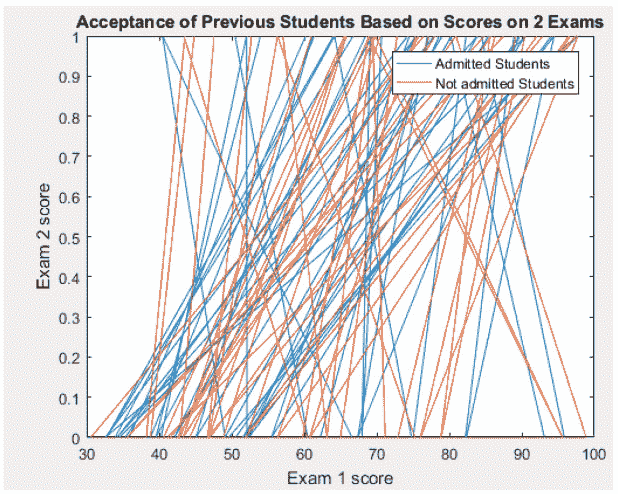 Acceptance of Previous Students Based on Scores on 2 Exams
Admitted Students
Not admitted Students
Exam 2 score
1
0.9
0.8
0.7
0.6
0.5
0.4
0.3
0.2
0.1
0
30 40 50 60 70 80 90 100
Exam 1 score